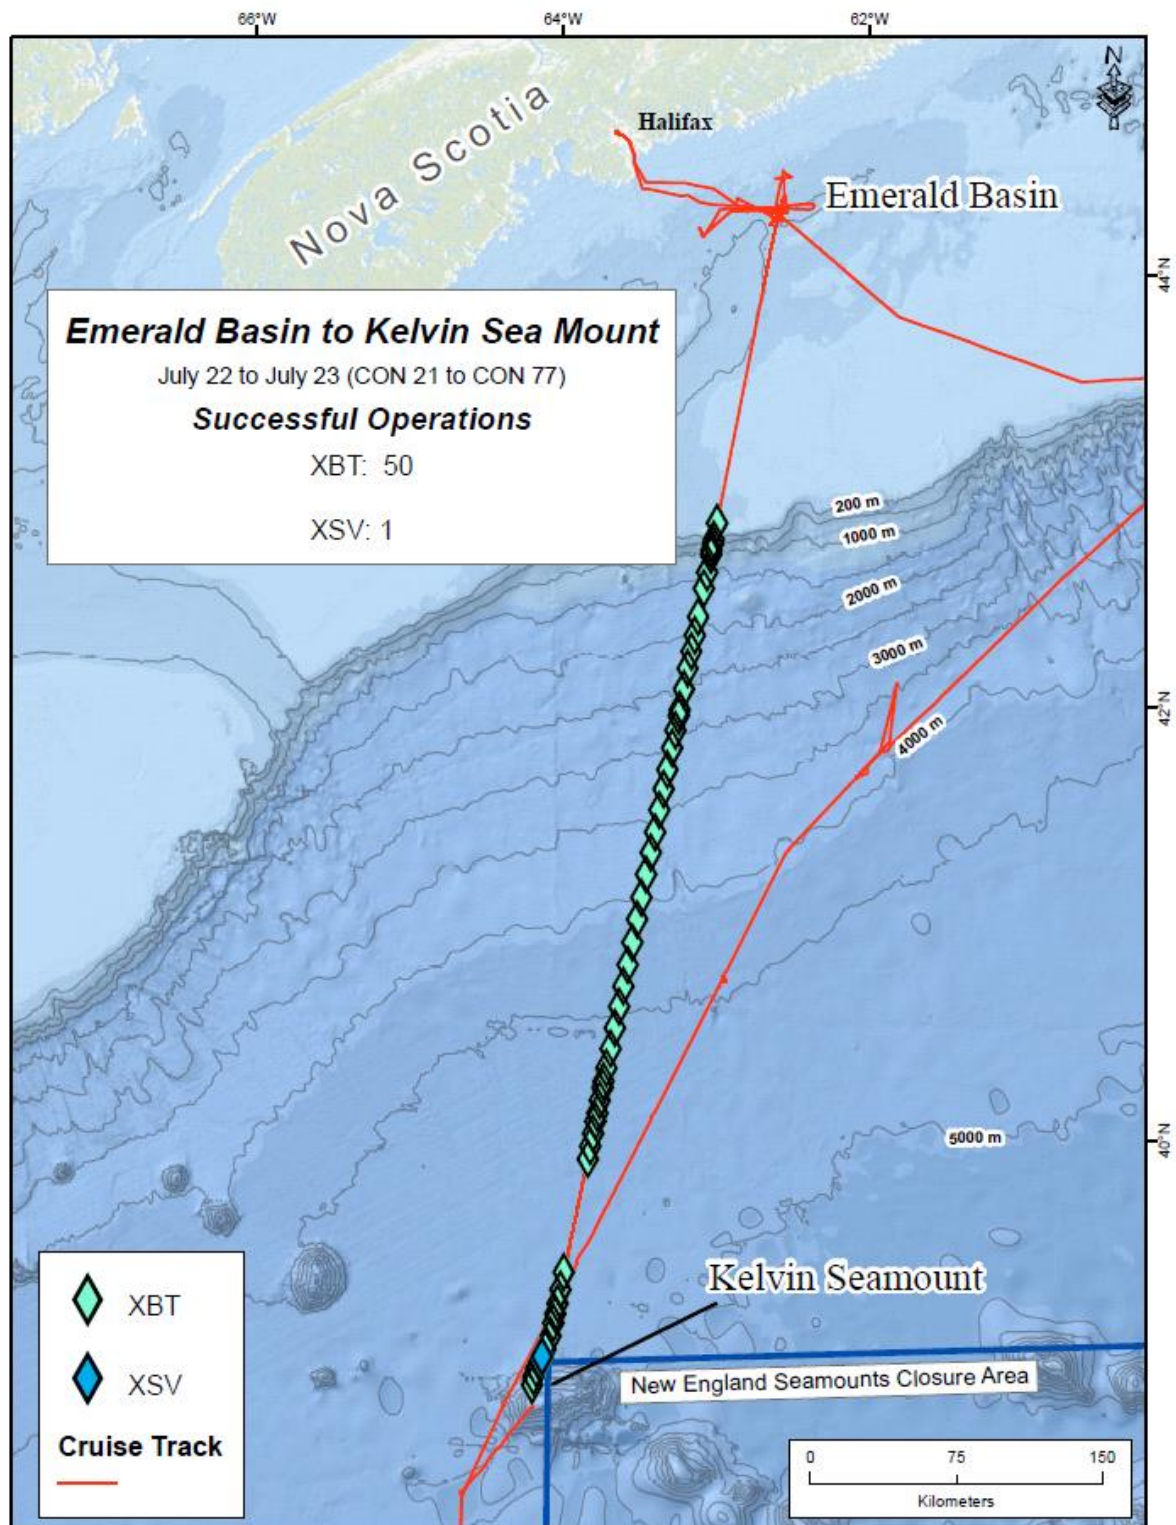 66°W
64°W
62°W
N
Halifax
Nova Scotia
Emerald Basin
44°N
Emerald Basin to Kelvin Sea Mount
July 22 to July 23 (CON 21 to CON 77)
Successful Operations
XBT: 50
XSV: 1
200 m
1000 m
2000 m
3000 m
42°N
4000 m
40°N
5000 m
Kelvin Seamount
New England Seamounts Closure Area
XBT
XSV
Cruise Track
0 75 150
Kilometers